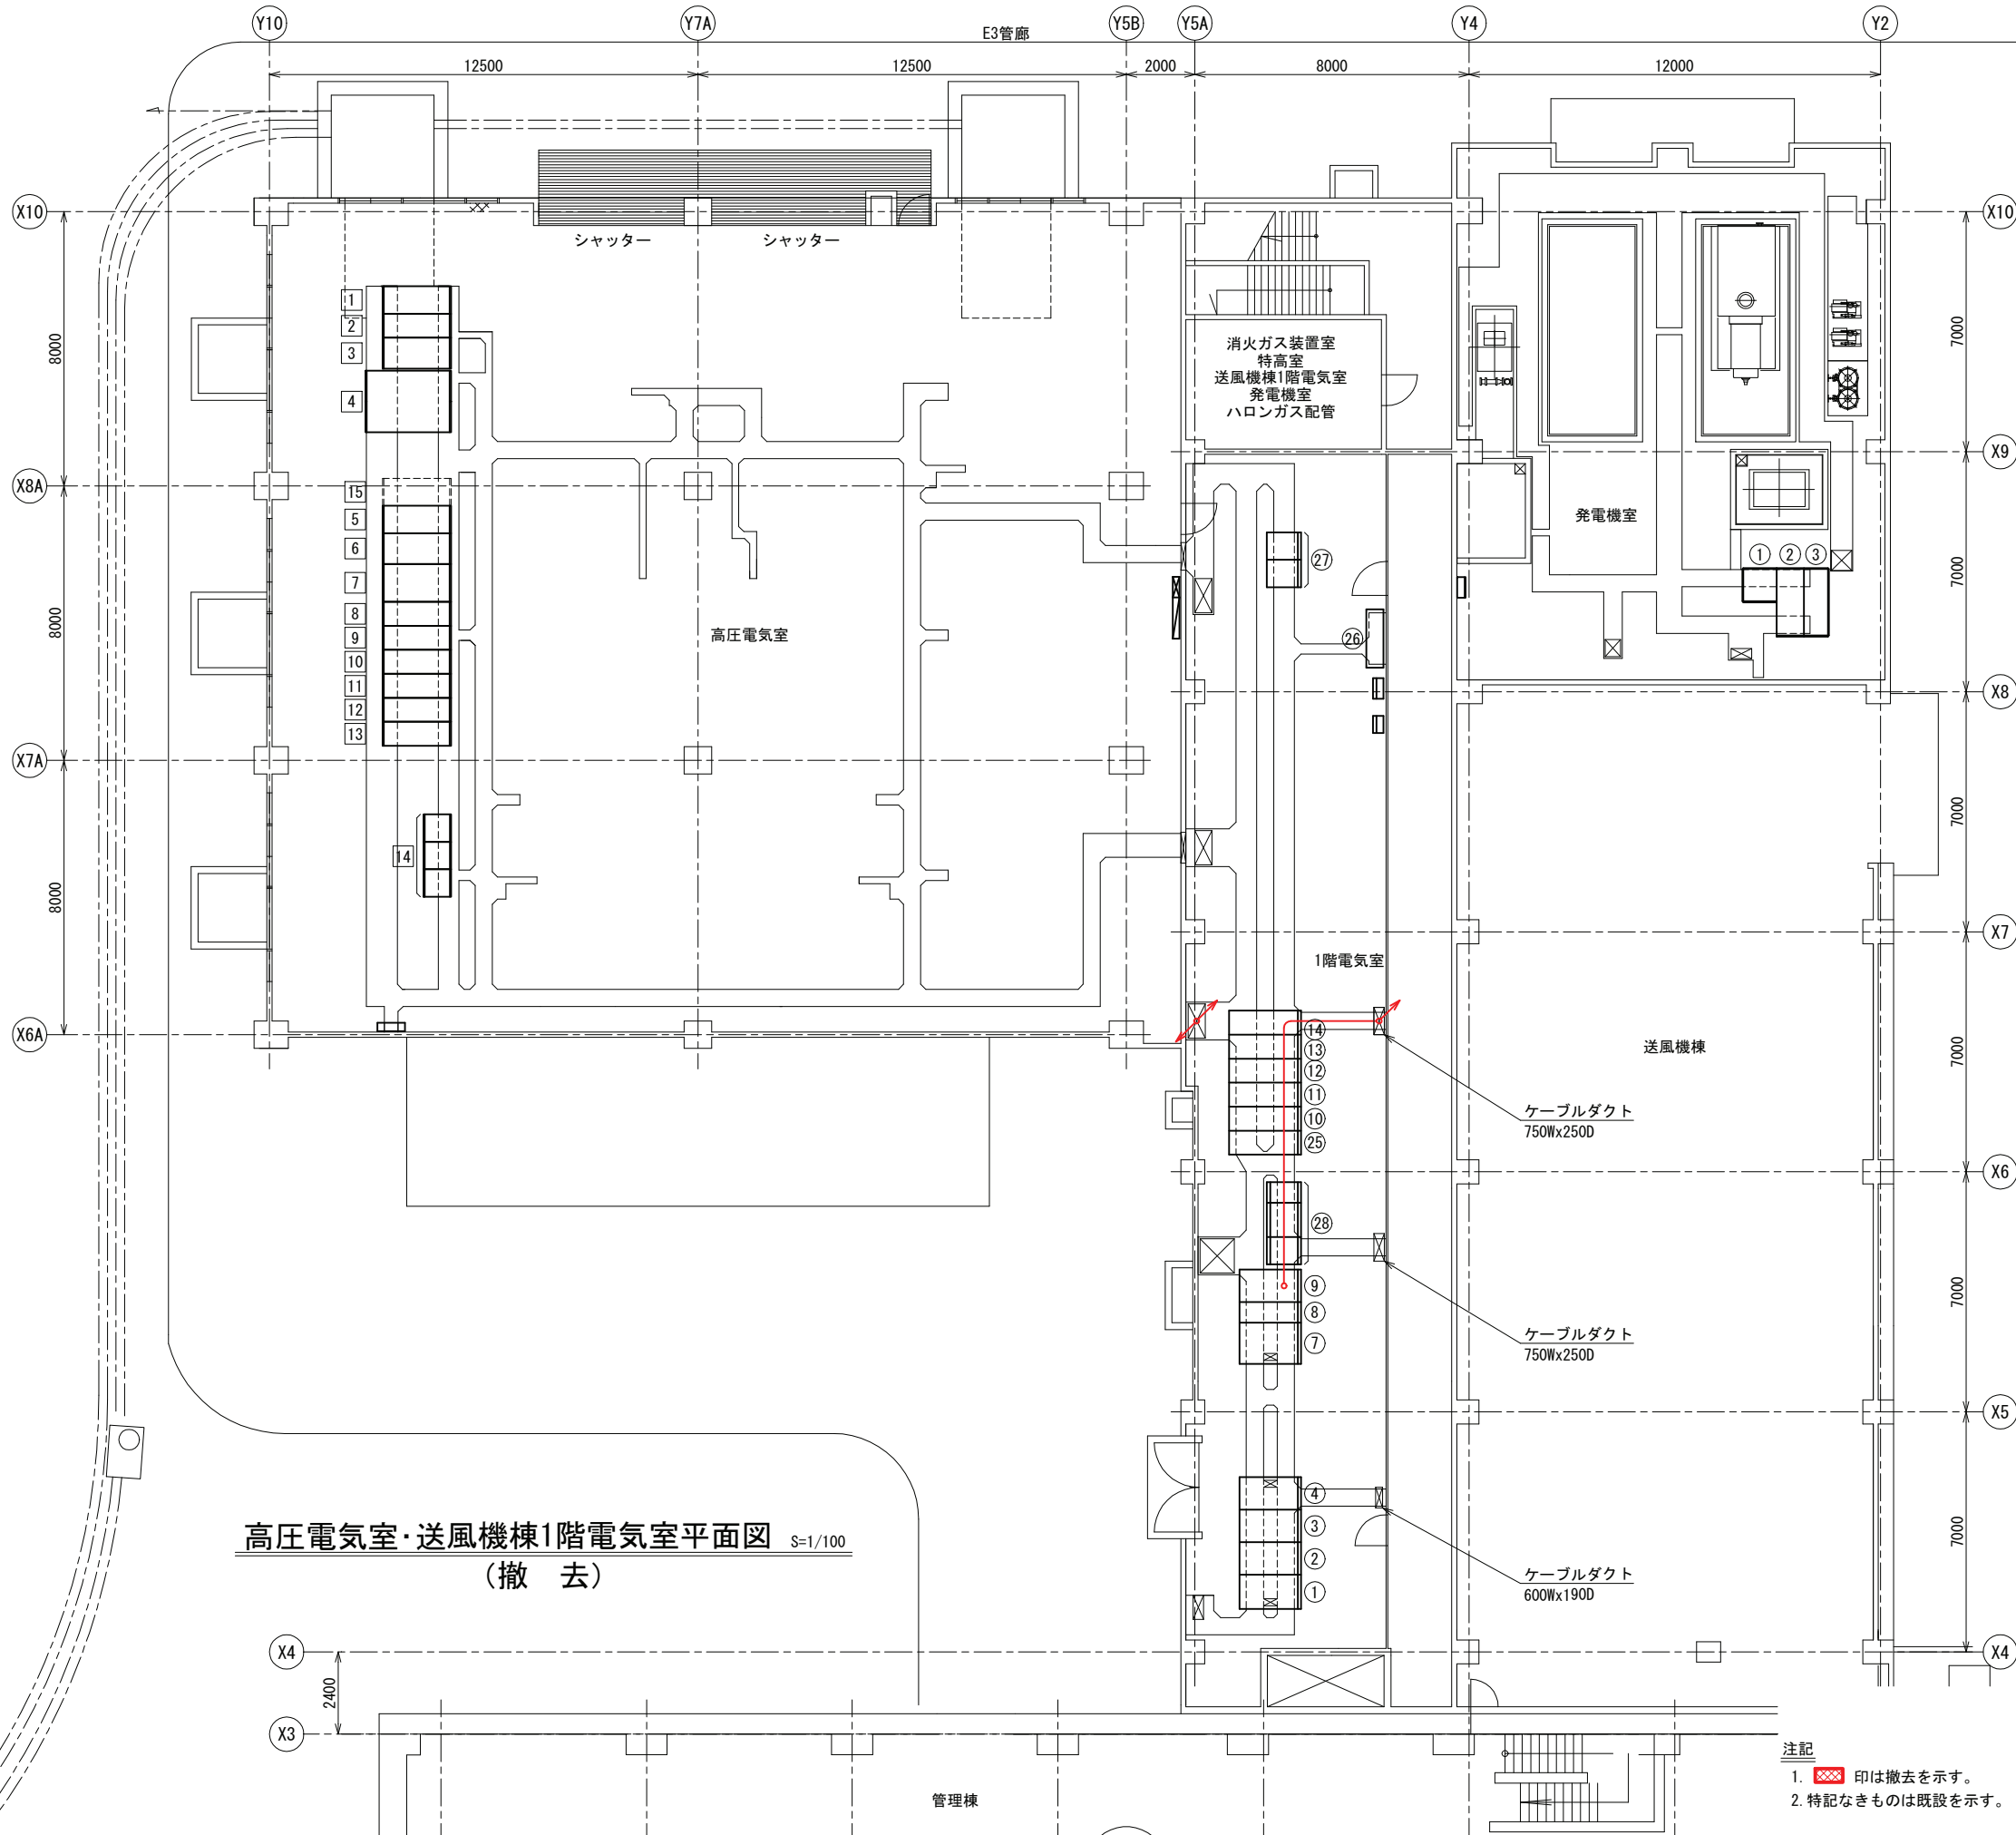 Y10
Y7A
Y5B
Y5A
Y4
Y2
E3管廊
12500
12500
2000
8000
12000
X10
X10
シャッター
シャッター
1
2
3
4
8000
7000
消火ガス装置室
特高室
送風機棟1階電気室
発電機室
ハロンガス配管
X9
X8A
15
5
6
7
8
9
10
11
12
13
8000
高圧電気室
27
26
発電機室
1
2
3
7000
X8
X7A
14
8000
7000
X7
1階電気室
X6A
14
13
12
11
10
25
送風機棟
7000
ケーブルダクト
750Wx250D
X6
28
9
8
7
7000
ケーブルダクト
750Wx250D
X5
4
3
2
1
7000
ケーブルダクト
600Wx190D
高圧電気室・送風機棟1階電気室平面図 S=1/100
(撤 去)
X4
X4
2400
X3
管理棟
注記
1. 印は撤去を示す。
2. 特記なきものは既設を示す。